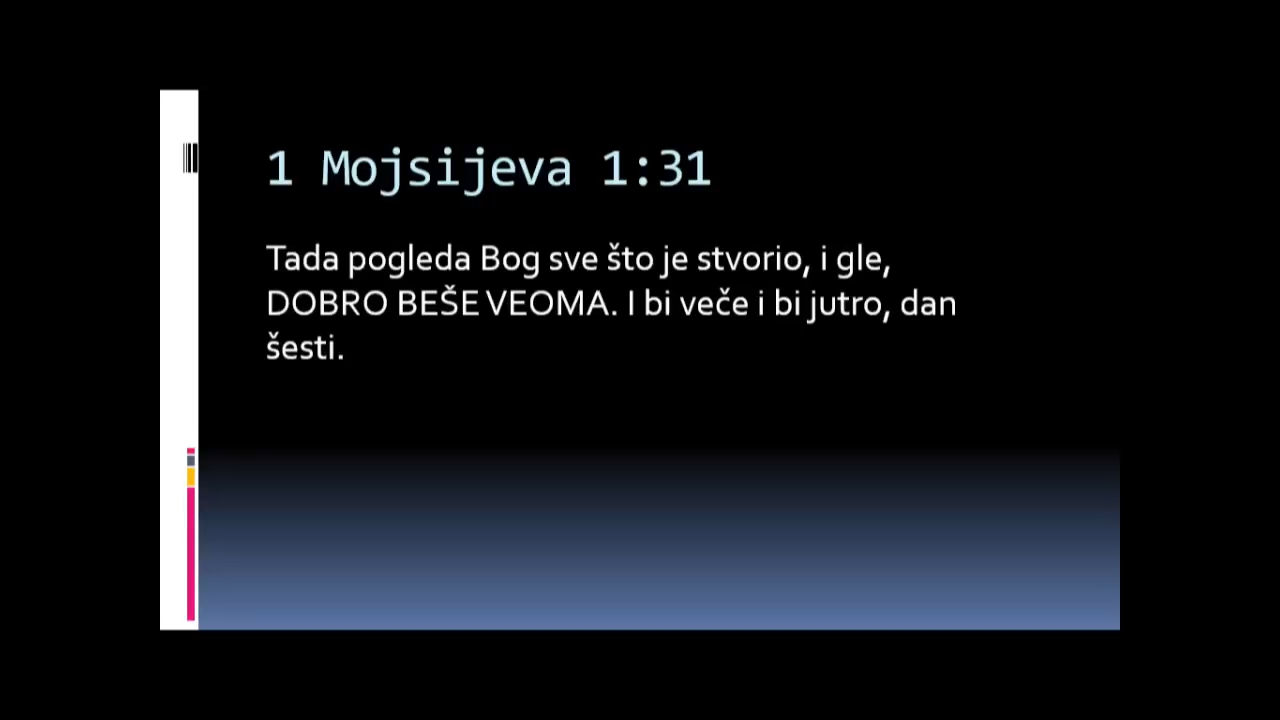 1 Mojsijeva 1:31
Tada pogleda Bog sve što je stvorio, i gle,
DOBRO BEŠE VEOMA. I bi veče i bi jutro, dan
šesti.